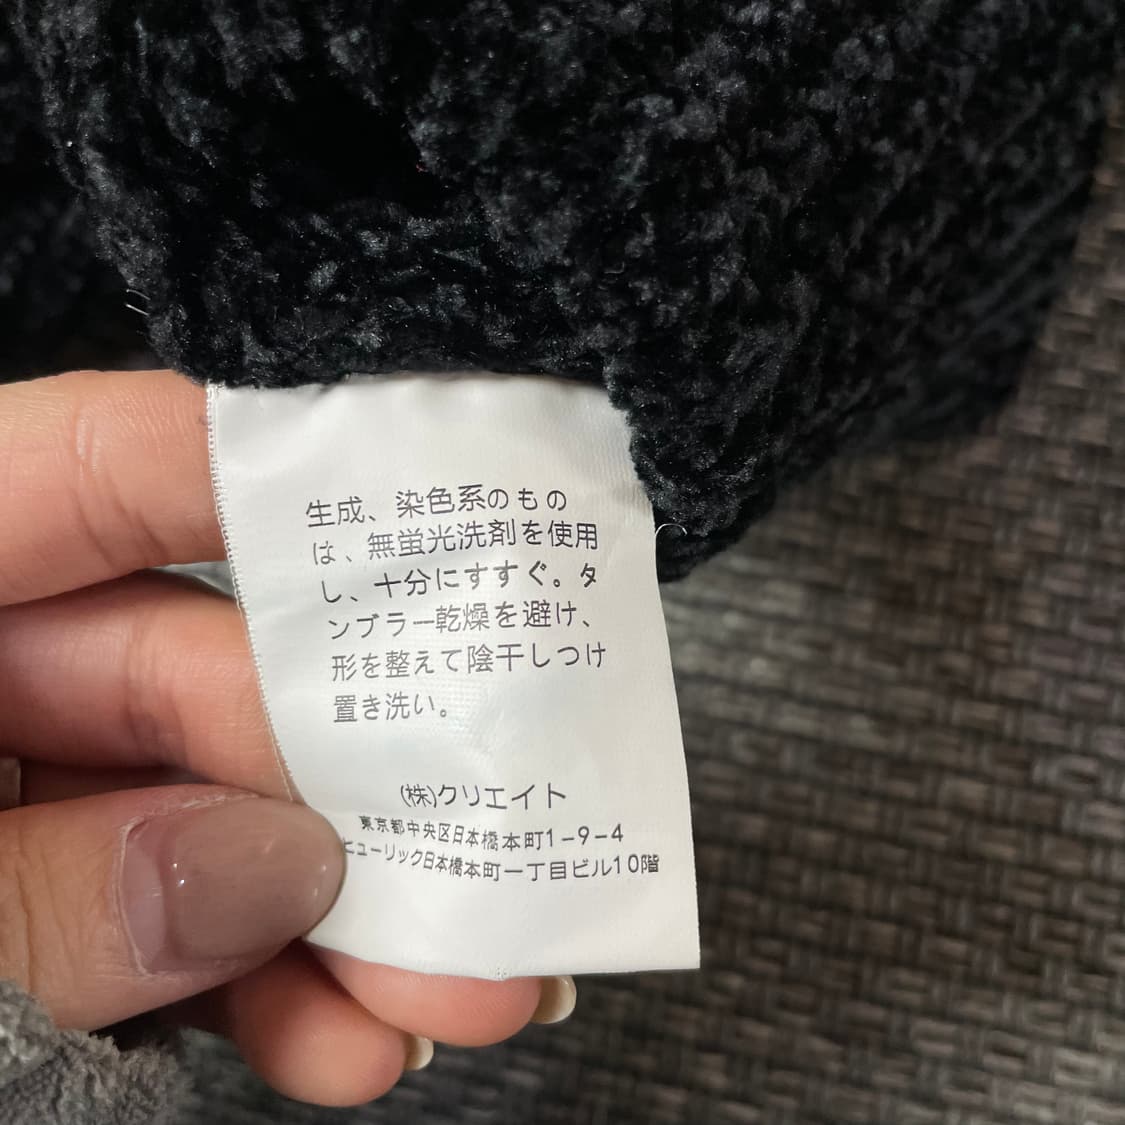 生成、染色系のもの
は、無蛍光洗剤を使用
し、十分にすすぐ。タ
ンブラー乾燥を避け、
形を整えて陰干しつけ
置き洗い。
(株)クリエイト
東京都中央区日本橋本町1-9-4
ヒューリック日本橋本町一丁目ビル10階